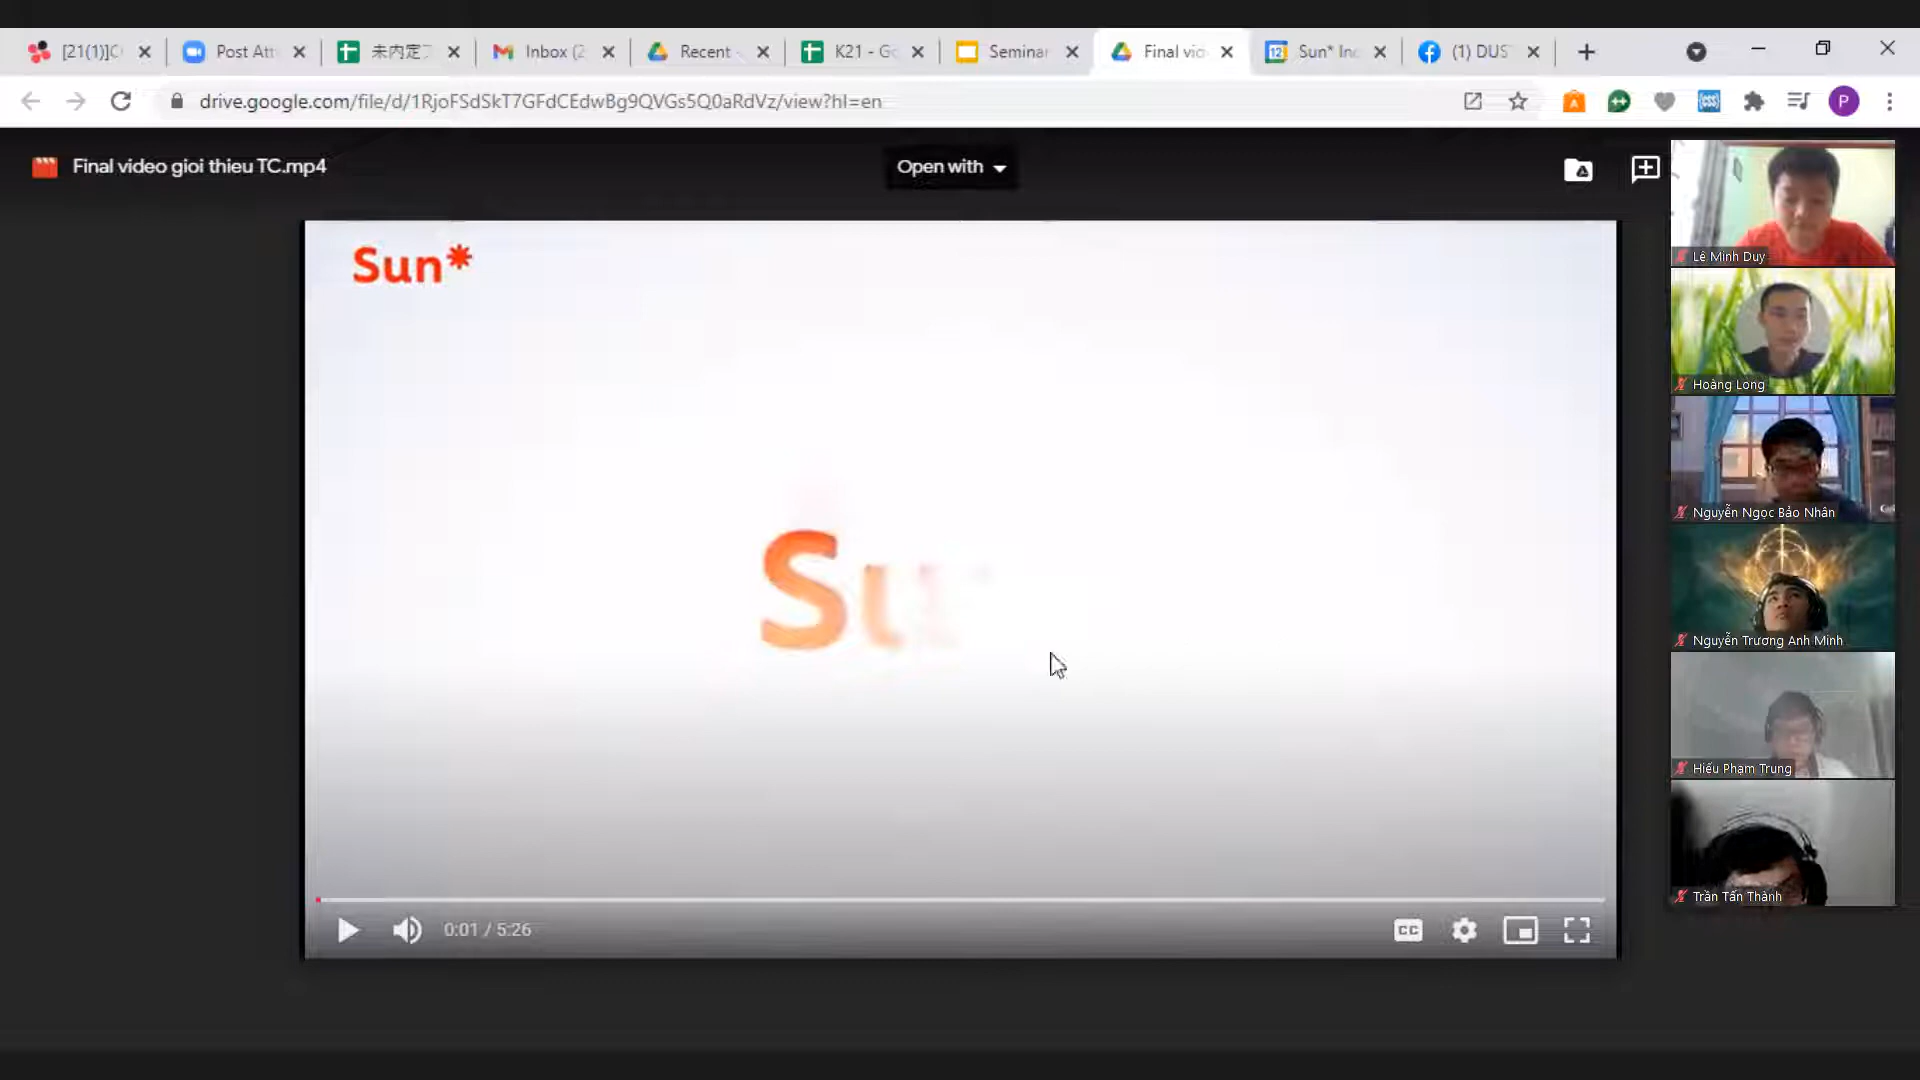 [21(1)]C
Post Att
未内定フ
Inbox (2
Recent -
K21 - Go
Seminar
Final vid
Sun* Inc
(1) DUS
drive.google.com/file/d/1RjoFSdSkT7GFdCEdwBg9QVGs5Q0aRdVz/view?hl=en
P
Final video gioi thieu TC.mp4
Open with
Sun*
Su
0:01 / 5:26
CC
Lê Minh Duy
Hoàng Long
Nguyễn Ngọc Bảo Nhân
Nguyễn Trương Anh Minh
Hiếu Phạm Trung
Trần Tấn Thành